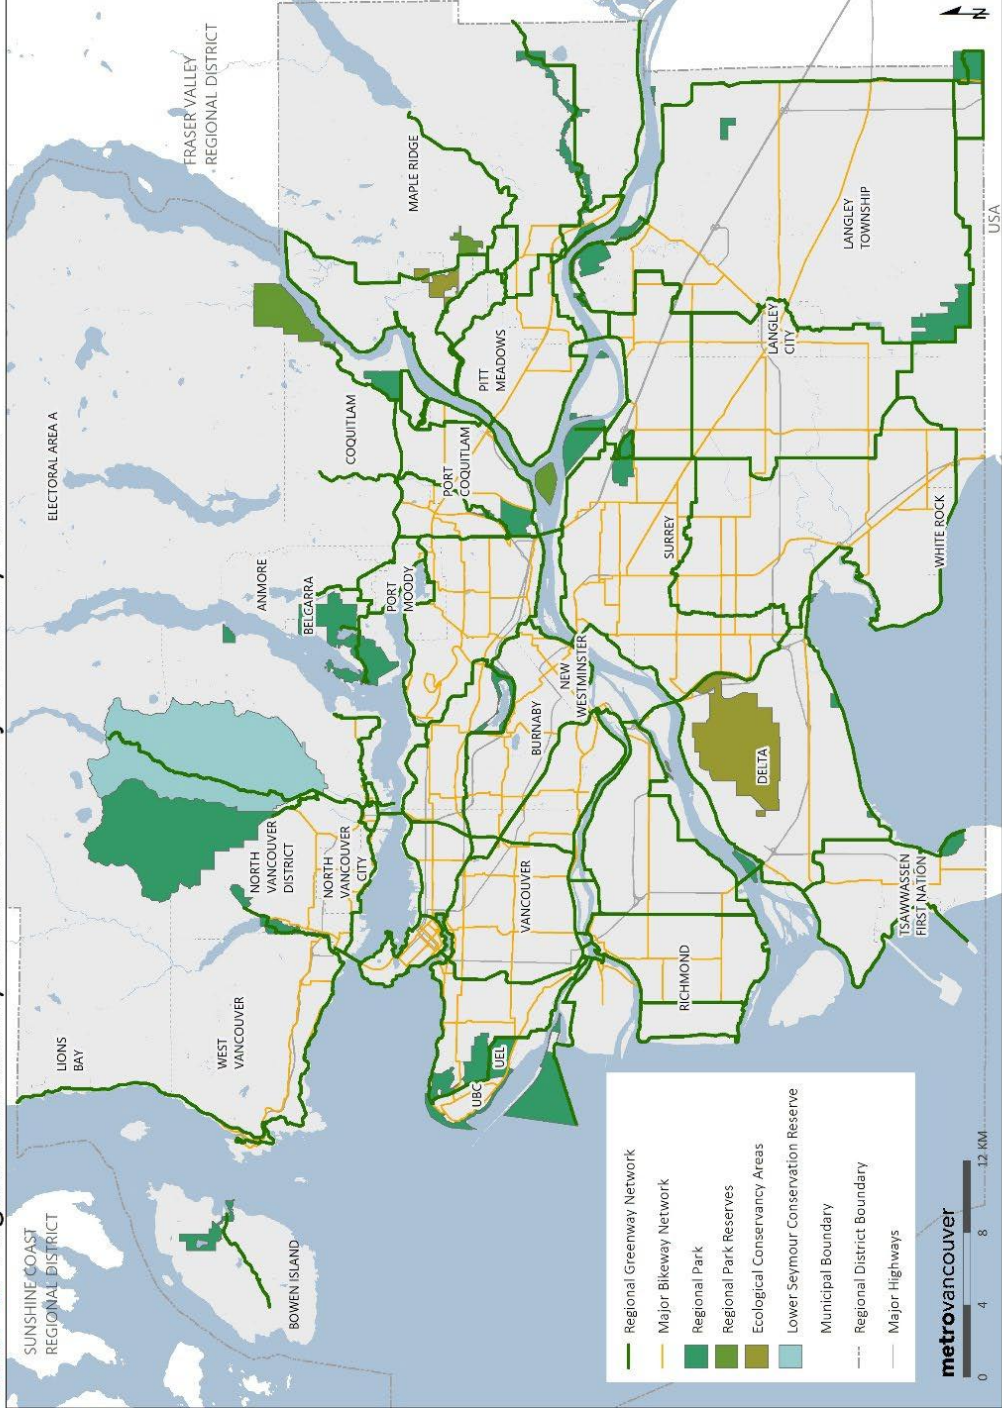 SUNSHINE COAST
REGIONAL DISTRICT
FRASER VALLEY
REGIONAL DISTRICT
ELECTORAL AREA A
LIONS
BAY
BOWEN ISLAND
WEST
VANCOUVER
NORTH
VANCOUVER
DISTRICT
NORTH
VANCOUVER
CITY
ANMORE
BELCARRA
PORT
MOODY
COQUITLAM
PORT
COQUITLAM
PITT
MEADOWS
MAPLE RIDGE
UBC
UEL
VANCOUVER
BURNABY
NEW
WESTMINSTER
RICHMOND
SURREY
DELTA
LANGLEY
CITY
LANGLEY
TOWNSHIP
TSAWWASSEN
FIRST NATION
WHITE ROCK
USA
Regional Greenway Network
Major Bikeway Network
Regional Park
Regional Park Reserves
Ecological Conservancy Areas
Lower Seymour Conservation Reserve
Municipal Boundary
Regional District Boundary
Major Highways
metrovancouver
0 4 8 12 KM
N